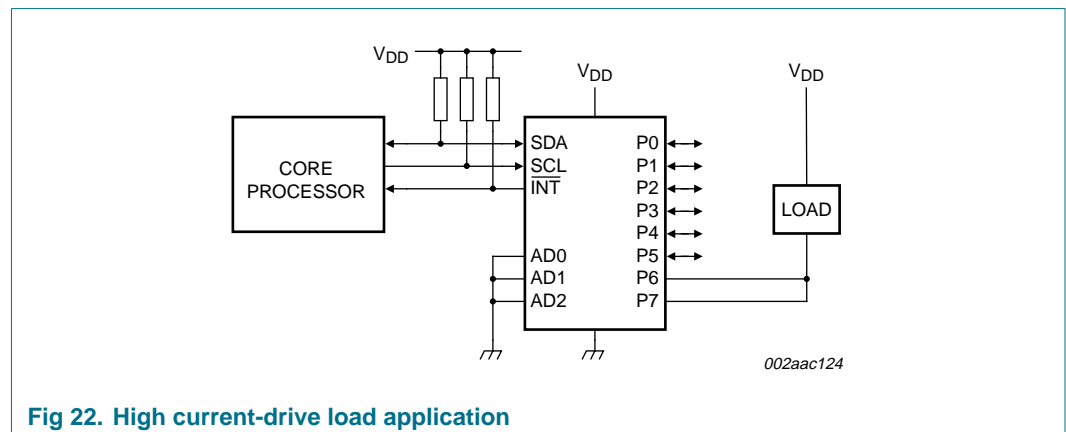 VDD
VDD
VDD
CORE
PROCESSOR
SDA
SCL
INT
AD0
AD1
AD2
P0
P1
P2
P3
P4
P5
P6
P7
LOAD
002aac124
Fig 22. High current-drive load application